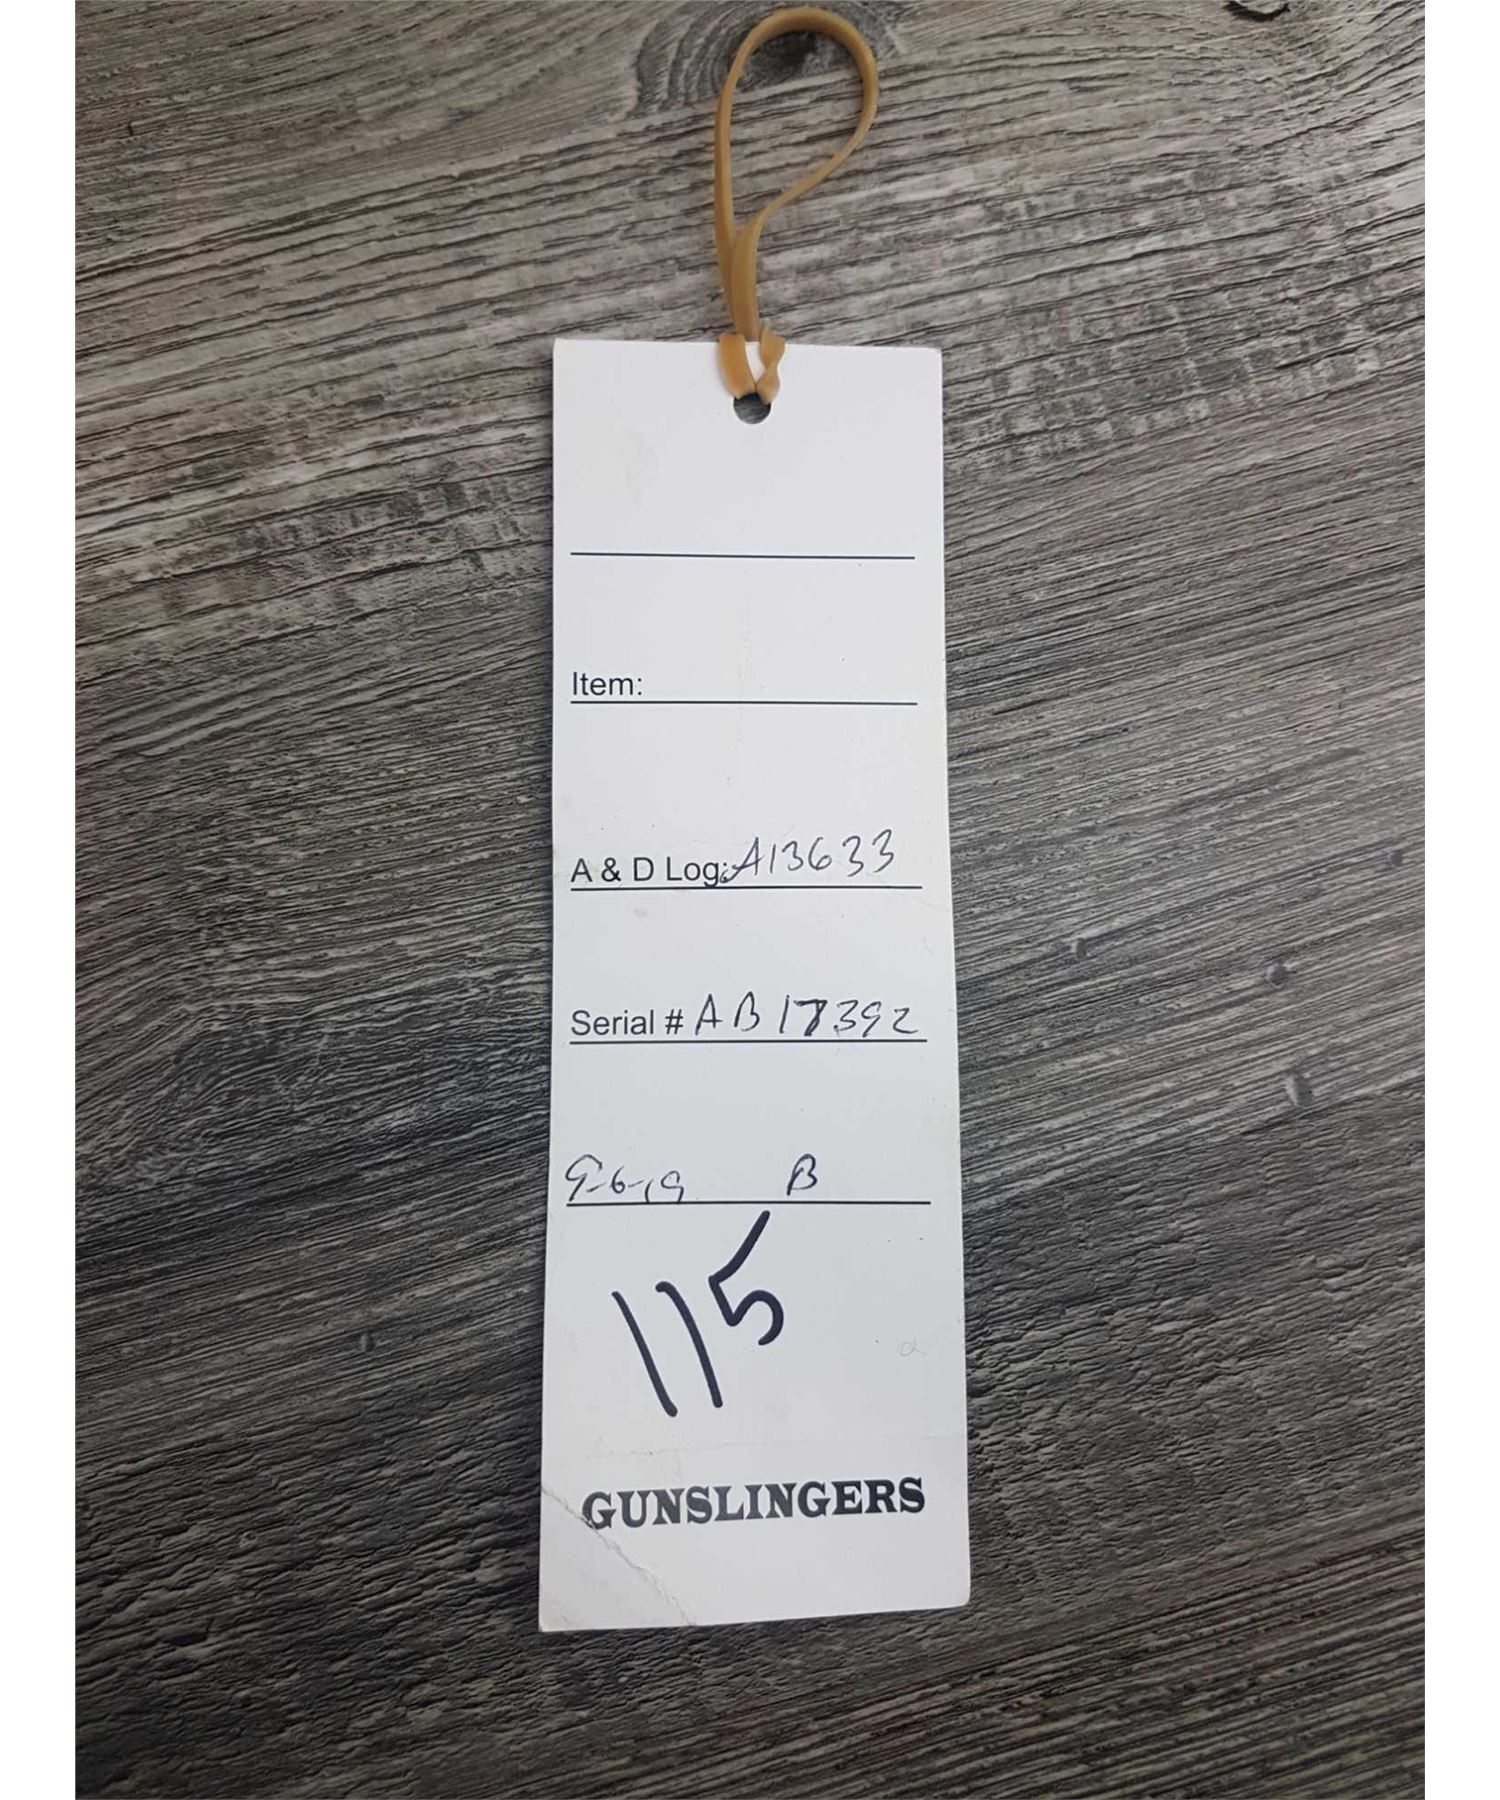 Item:
A & D Log: A13633
Serial # AB17392
9-6-19 B
115
GUNSLINGERS